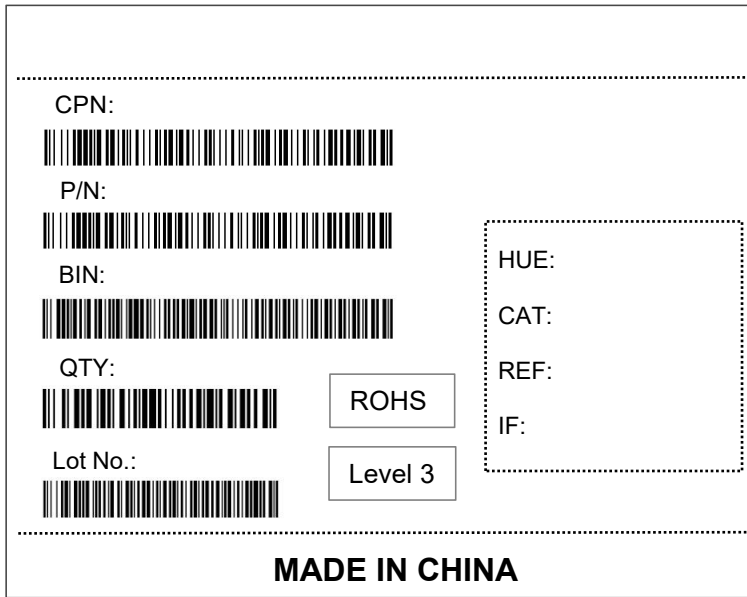 CPN:
P/N:
BIN:
QTY:
Lot No.:
ROHS
Level 3
HUE:
CAT:
REF:
IF:
MADE IN CHINA